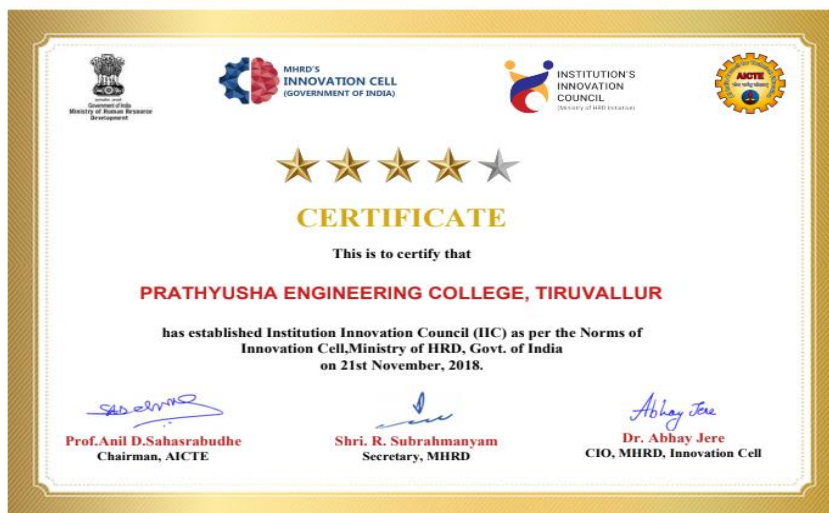 Government of India
Ministry of Human Resource
Development
MHRD'S
INNOVATION CELL
(GOVERNMENT OF INDIA)
INSTITUTION'S
INNOVATION
COUNCIL
(Ministry of HRD Initiative)
AICTE
CERTIFICATE
This is to certify that
PRATHYUSHA ENGINEERING COLLEGE, TIRUVALLUR
has established Institution Innovation Council (IIC) as per the Norms of
Innovation Cell,Ministry of HRD, Govt. of India
on 21st November, 2018.
Abhay Jere
Prof.Anil D.Sahasrabudhe
Shri. R. Subrahmanyam
Dr. Abhay Jere
Chairman, AICTE
Secretary, MHRD
CIO, MHRD, Innovation Cell